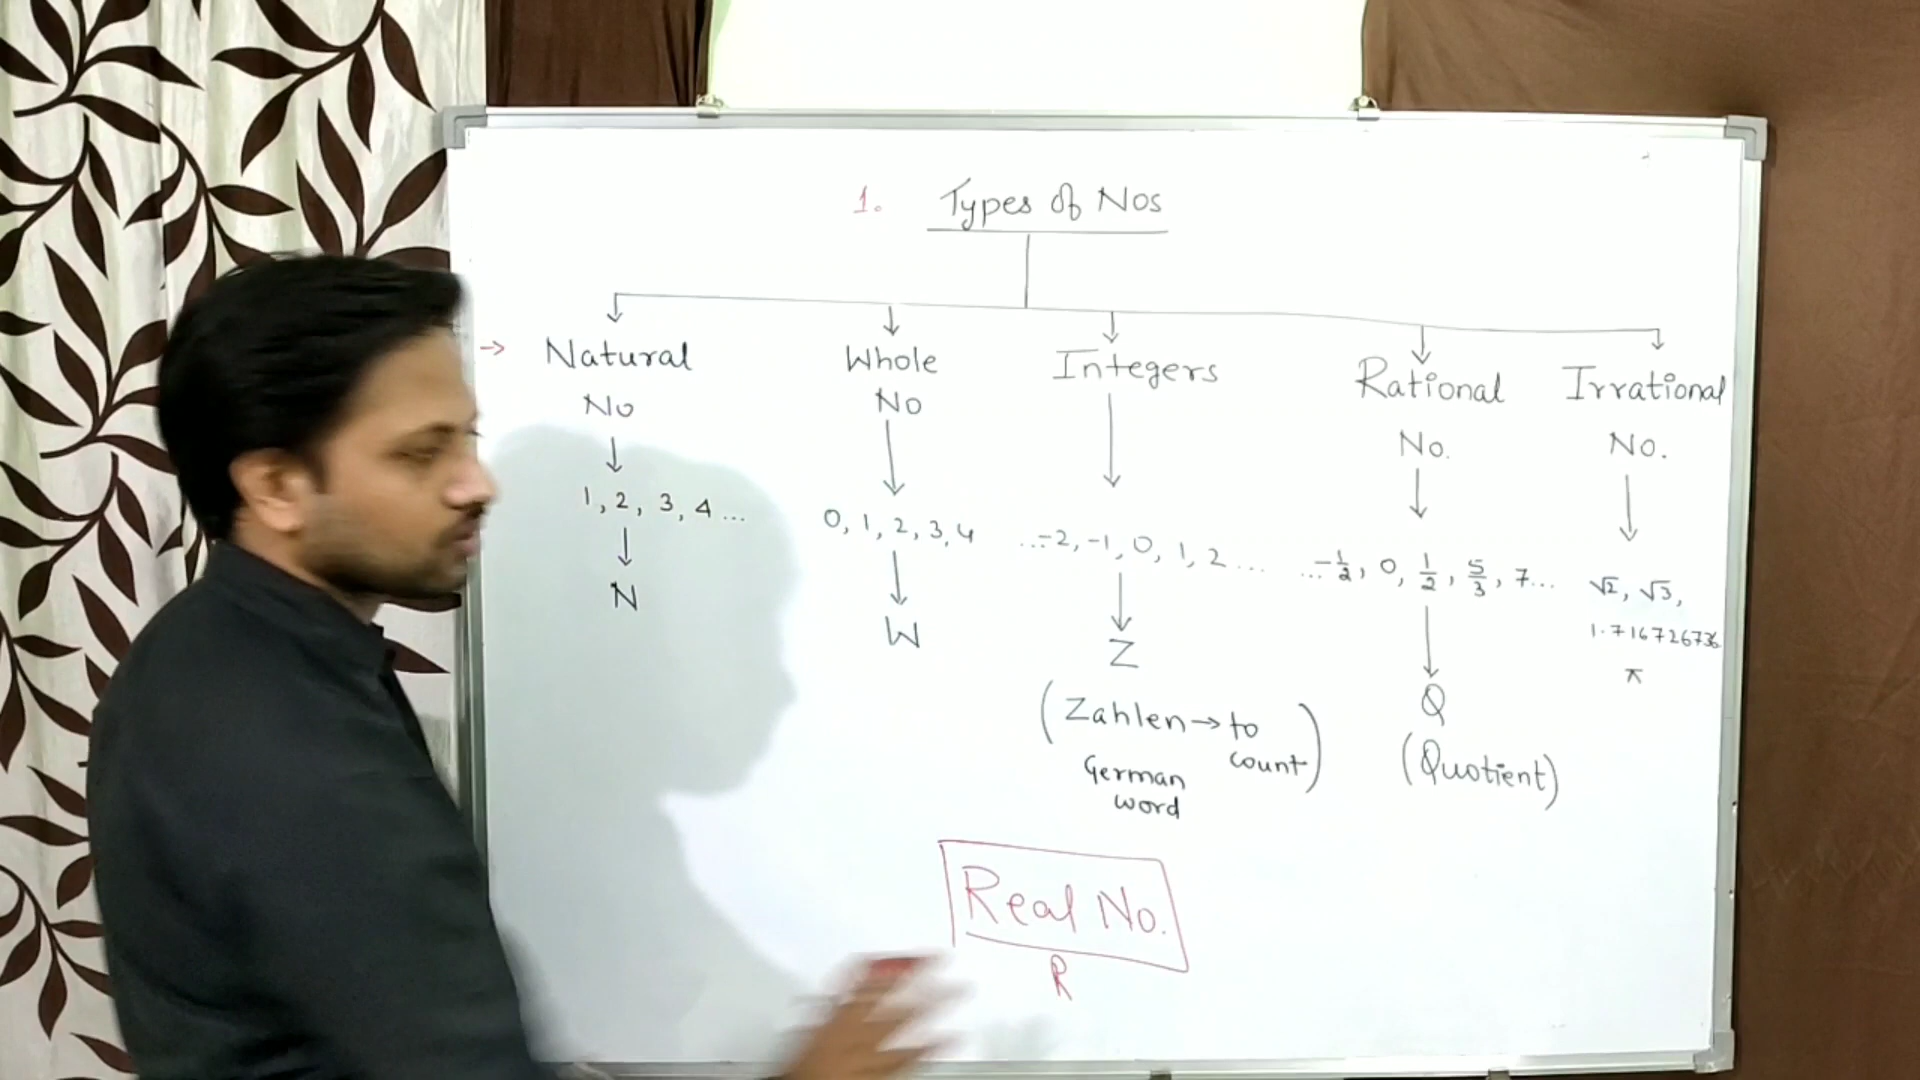 1. Types of Nos
→ Natural No
1, 2, 3, 4 ...
N
Whole No
0, 1, 2, 3, 4
W
Integers
...-2, -1, 0, 1, 2 ...
Z
(Zahlen → to count)
German word
Rational No.
...-1/2, 0, 1/2, 5/3, 7...
Q
(Quotient)
Irrational No.
√2, √3,
1.716726736
π
Real No.
R